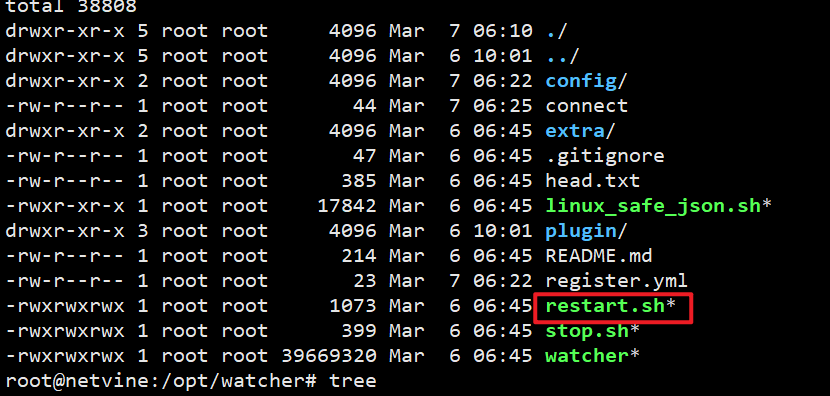 total 38808
drwxr-xr-x 5 root root     4096 Mar  7 06:10 ./
drwxr-xr-x 5 root root     4096 Mar  6 10:01 ../
drwxr-xr-x 2 root root     4096 Mar  7 06:22 config/
-rw-r--r-- 1 root root       44 Mar  7 06:25 connect
drwxr-xr-x 2 root root     4096 Mar  6 06:45 extra/
-rw-r--r-- 1 root root       47 Mar  6 06:45 .gitignore
-rw-r--r-- 1 root root      385 Mar  6 06:45 head.txt
-rwxr-xr-x 1 root root    17842 Mar  6 06:45 linux_safe_json.sh*
drwxr-xr-x 3 root root     4096 Mar  6 10:01 plugin/
-rw-r--r-- 1 root root      214 Mar  6 06:45 README.md
-rw-r--r-- 1 root root       23 Mar  7 06:22 register.yml
-rwxrwxrwx 1 root root     1073 Mar  6 06:45 restart.sh*
-rwxrwxrwx 1 root root      399 Mar  6 06:45 stop.sh*
-rwxrwxrwx 1 root root 39669320 Mar  6 06:45 watcher*
root@netvine:/opt/watcher# tree